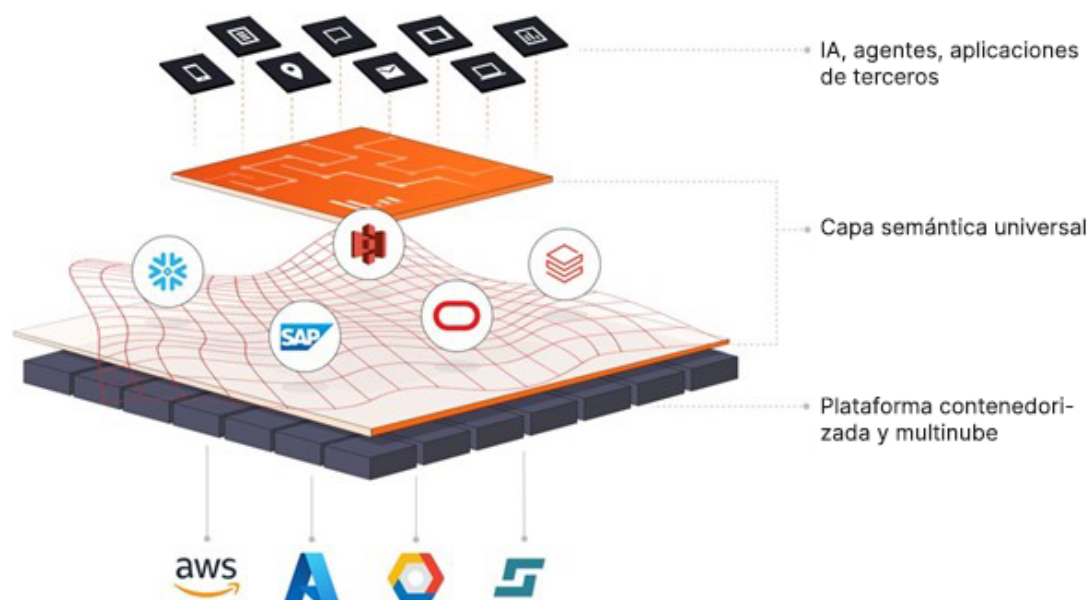 IA, agentes, aplicaciones
de terceros
Capa semántica universal
SAP
Plataforma contenedori-
zada y multinube
aws